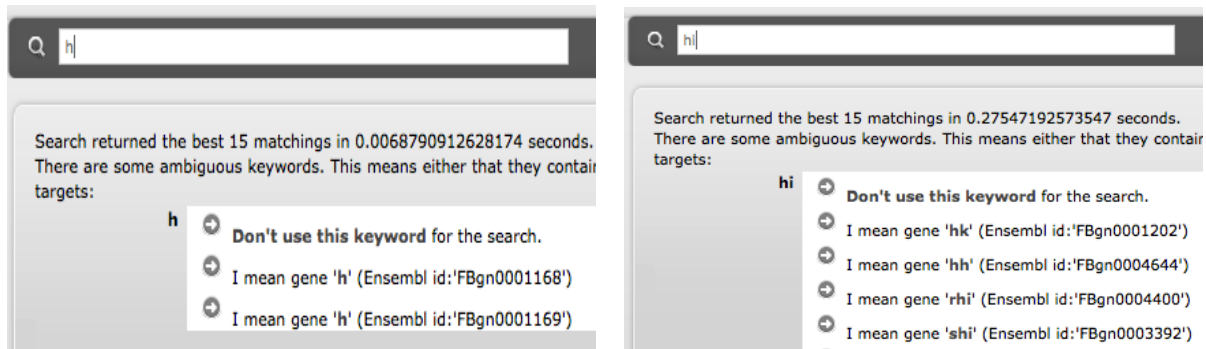 h
Search returned the best 15 matchings in 0.0068790912628174 seconds.
There are some ambiguous keywords. This means either that they contain
targets:
h
Don't use this keyword for the search.
I mean gene 'h' (Ensembl id:'FBgn0001168')
I mean gene 'h' (Ensembl id:'FBgn0001169')
hi
Search returned the best 15 matchings in 0.27547192573547 seconds.
There are some ambiguous keywords. This means either that they contain
targets:
hi
Don't use this keyword for the search.
I mean gene 'hk' (Ensembl id:'FBgn0001202')
I mean gene 'hh' (Ensembl id:'FBgn0004644')
I mean gene 'rhi' (Ensembl id:'FBgn0004400')
I mean gene 'shi' (Ensembl id:'FBgn0003392')